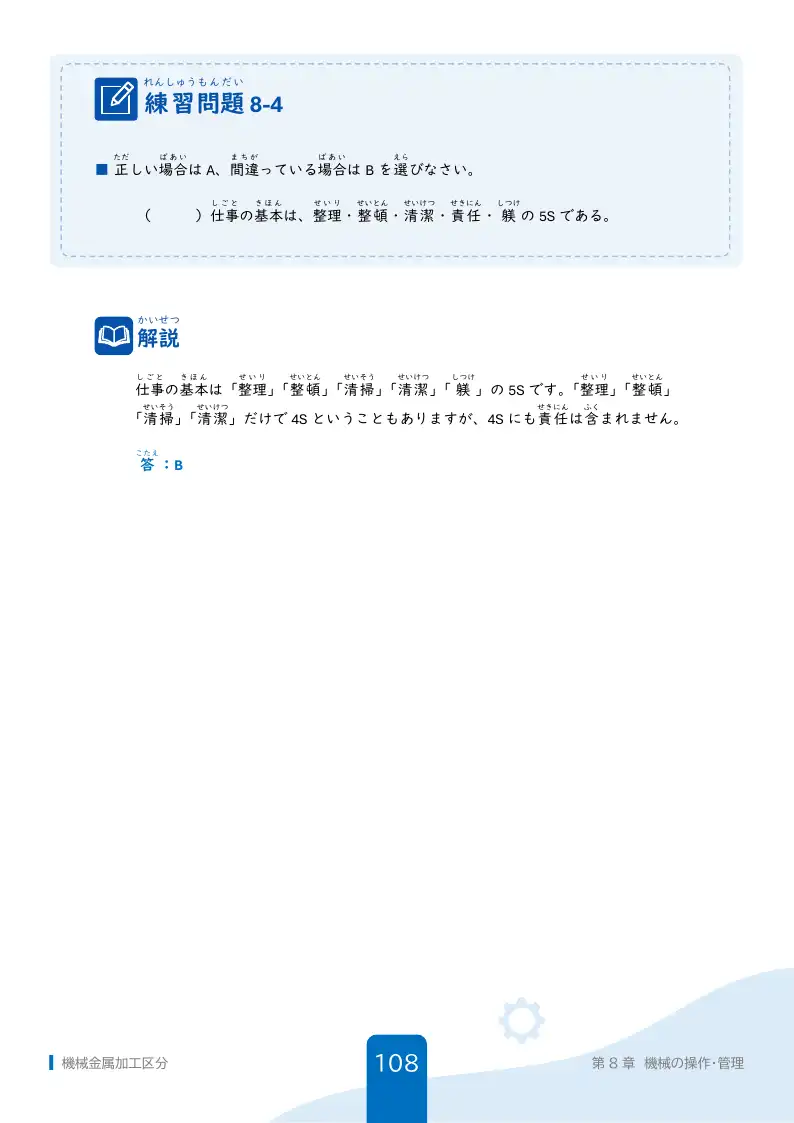 れんしゅうもんだい
練習問題 8-4
ただ ばあい まちが ばあい えら
■ 正しい場合は A、間違っている場合は B を選びなさい。
しごと きほん せいり せいとん せいけつ せきにん しつけ
（　　）仕事の基本は、整理・整頓・清潔・責任・躾の 5S である。
かいせつ
解説
しごと きほん せいり せいとん せいそう せいけつ しつけ せいり せいとん
仕事の基本は「整理」「整頓」「清掃」「清潔」「躾」の 5S です。「整理」「整頓」
せいそう せいけつ せきにん ふく
「清掃」「清潔」だけで 4S ということもありますが、4S にも責任は含まれません。
こたえ
答：B
機械金属加工区分
108
第 8 章 機械の操作･管理